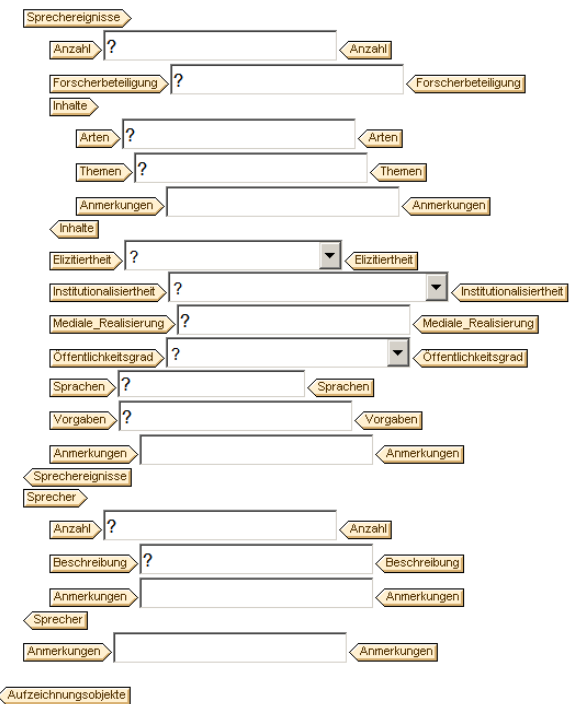 Sprechereignisse
Anzahl ? Anzahl
Forscherbeteiligung ? Forscherbeteiligung
Inhalte
Arten ? Arten
Themen ? Themen
Anmerkungen Anmerkungen
Inhalte
Elizitiertheit ? Elizitiertheit
Institutionalisiertheit ? Institutionalisiertheit
Mediale_Realisierung ? Mediale_Realisierung
Öffentlichkeitsgrad ? Öffentlichkeitsgrad
Sprachen ? Sprachen
Vorgaben ? Vorgaben
Anmerkungen Anmerkungen
Sprechereignisse
Sprecher
Anzahl ? Anzahl
Beschreibung ? Beschreibung
Anmerkungen Anmerkungen
Sprecher
Anmerkungen Anmerkungen
Aufzeichnungsobjekte